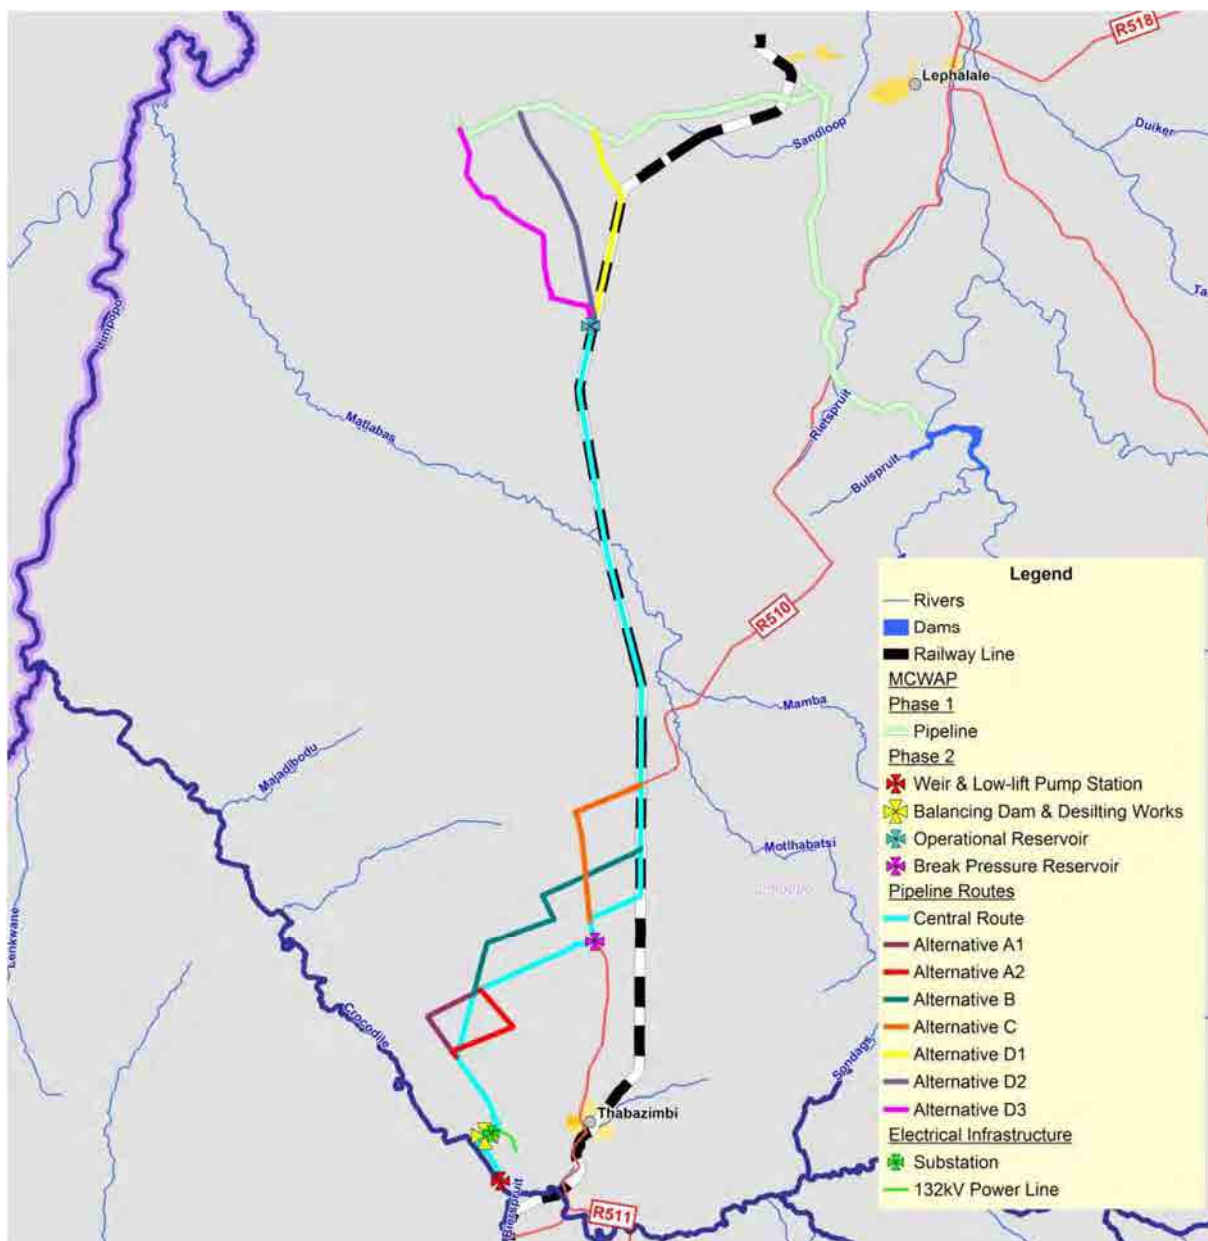 R518
Lephalale
Duiker
Sandloop
Ta
Limpopo
Matlabas
Rietspruit
Bulspruit
R510
Mamba
Majadibodu
Motlhabatsi
Limpopo
Lenkwane
Crocodile
Sondags
Thabazimbi
Bierspruit
R511
Legend
Rivers
Dams
Railway Line
MCWAP
Phase 1
Pipeline
Phase 2
Weir & Low-lift Pump Station
Balancing Dam & Desilting Works
Operational Reservoir
Break Pressure Reservoir
Pipeline Routes
Central Route
Alternative A1
Alternative A2
Alternative B
Alternative C
Alternative D1
Alternative D2
Alternative D3
Electrical Infrastructure
Substation
132kV Power Line